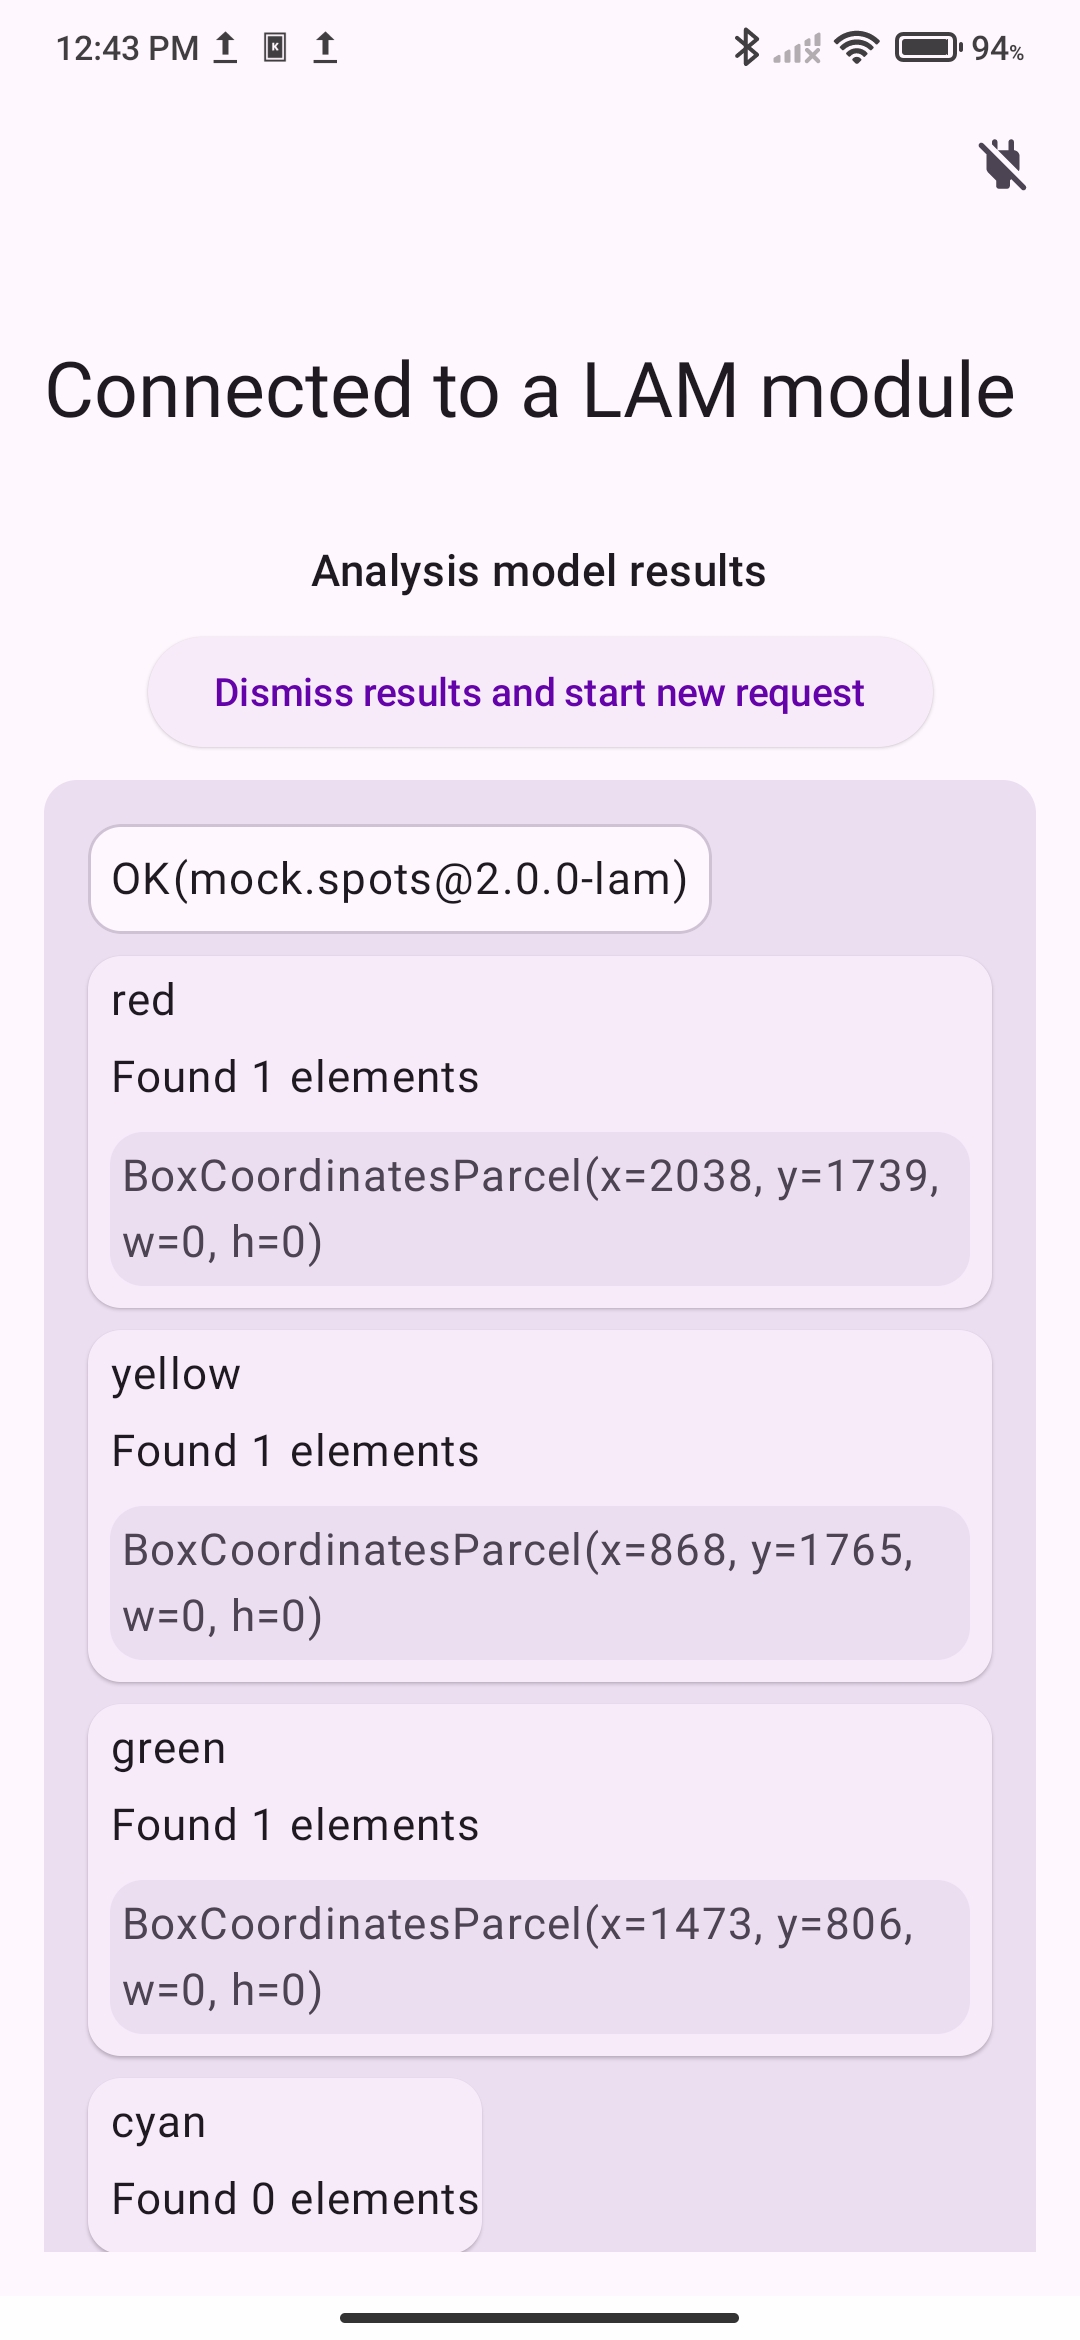 12:43 PM
94%
Connected to a LAM module
Analysis model results
Dismiss results and start new request
OK(mock.spots@2.0.0-lam)
red
Found 1 elements
BoxCoordinatesParcel(x=2038, y=1739,
w=0, h=0)
yellow
Found 1 elements
BoxCoordinatesParcel(x=868, y=1765,
w=0, h=0)
green
Found 1 elements
BoxCoordinatesParcel(x=1473, y=806,
w=0, h=0)
cyan
Found 0 elements